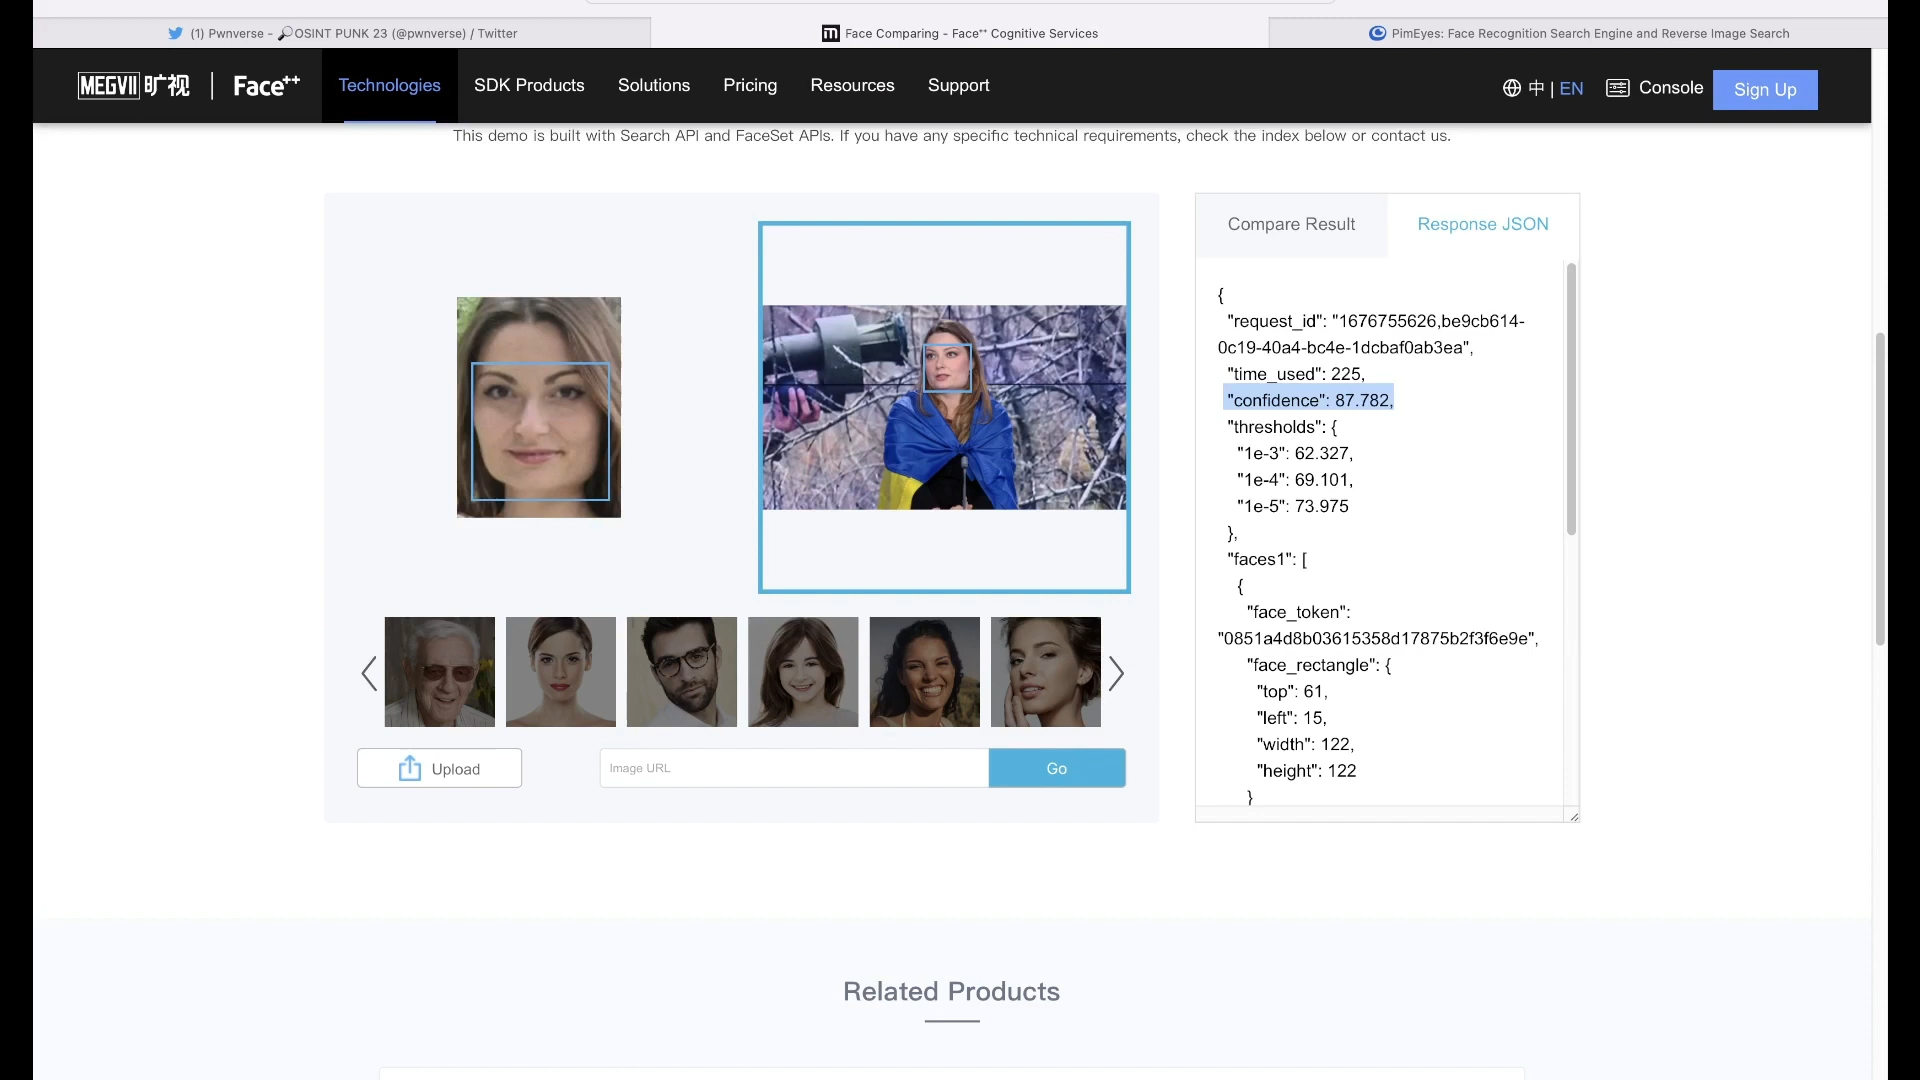 (1) Pwnverse - 🔎OSINT PUNK 23 (@pwnverse) / Twitter
Face Comparing - Face⁺⁺ Cognitive Services
PimEyes: Face Recognition Search Engine and Reverse Image Search
MEGVII 旷视 | Face++
Technologies
SDK Products
Solutions
Pricing
Resources
Support
中 | EN
Console
Sign Up
This demo is built with Search API and FaceSet APIs. If you have any specific technical requirements, check the index below or contact us.
Compare Result
Response JSON
{
"request_id": "1676755626,be9cb614-
0c19-40a4-bc4e-1dcbaf0ab3ea",
"time_used": 225,
"confidence": 87.782,
"thresholds": {
"1e-3": 62.327,
"1e-4": 69.101,
"1e-5": 73.975
},
"faces1": [
{
"face_token":
"0851a4d8b03615358d17875b2f3f6e9e",
"face_rectangle": {
"top": 61,
"left": 15,
"width": 122,
"height": 122
}
Upload
Image URL
Go
Related Products